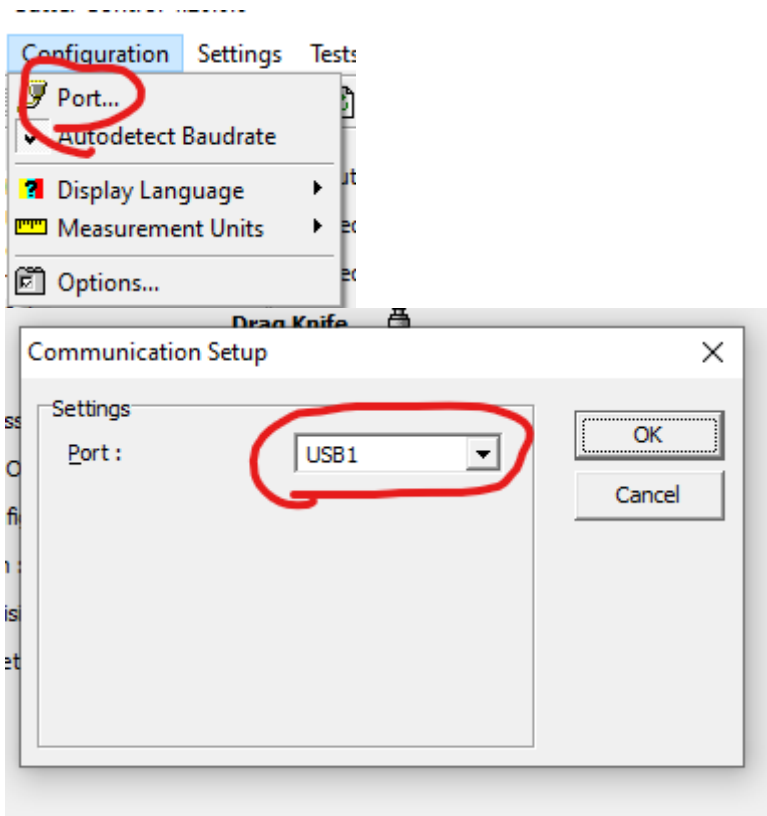 Configuration Settings Tests
Port...
Autodetect Baudrate
Display Language
Measurement Units
Options...
Drag Knife
Communication Setup
Settings
Port :
USB1
OK
Cancel